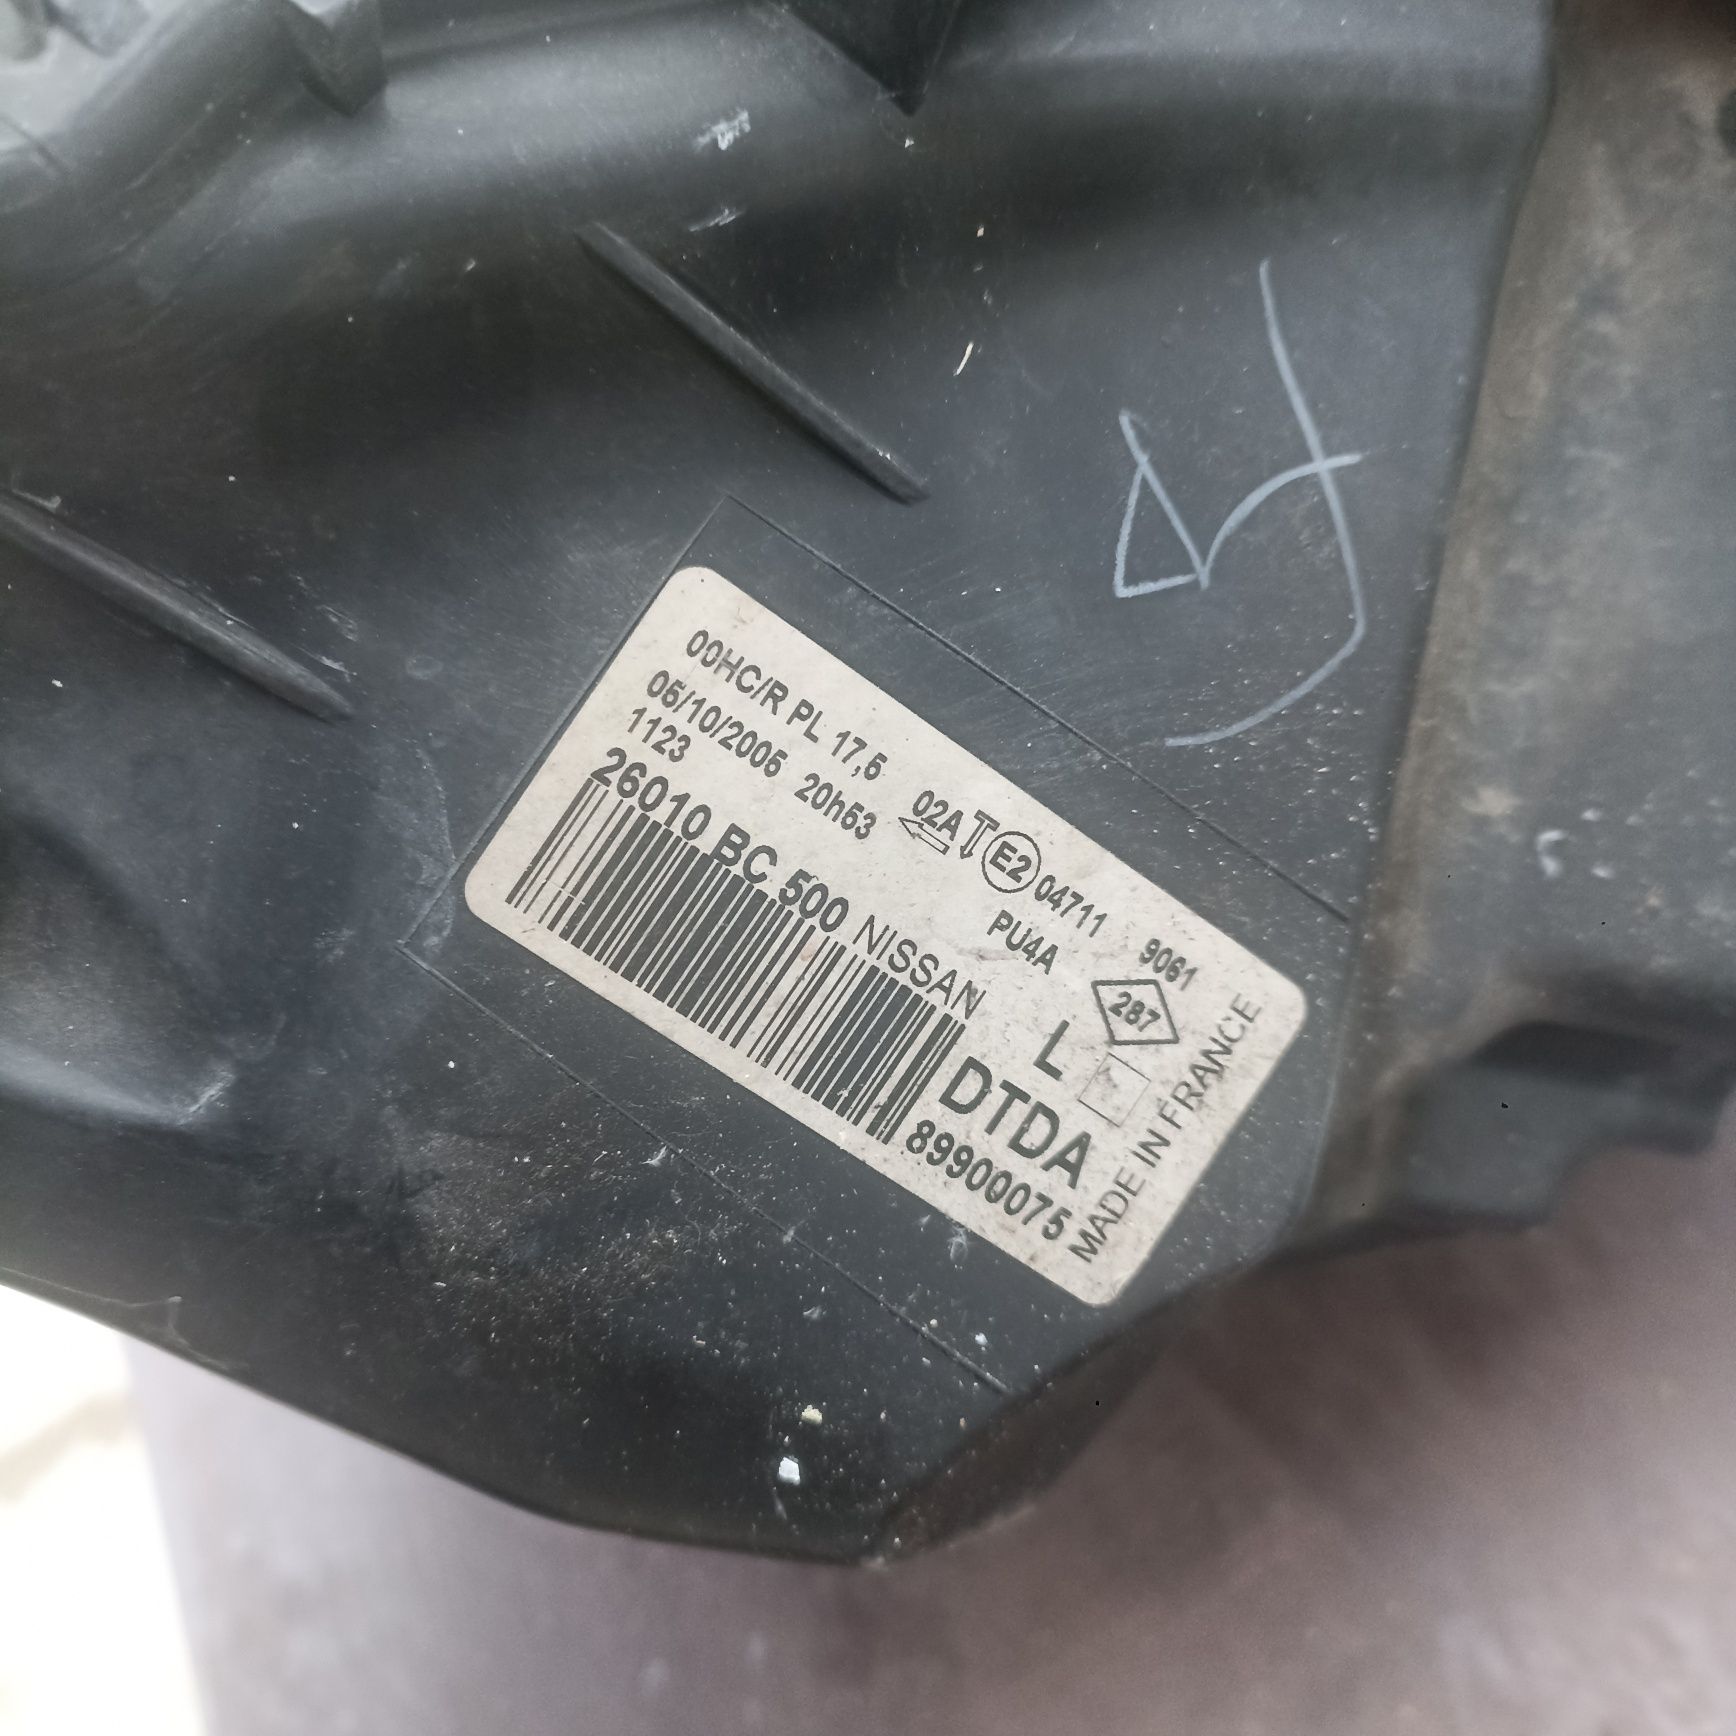 00HC/R PL 17,5 02A E2 04711 9061
05/10/2005 20h53 PU4A 287
1123
26010 BC 500 NISSAN L
DTDA
89900075
MADE IN FRANCE